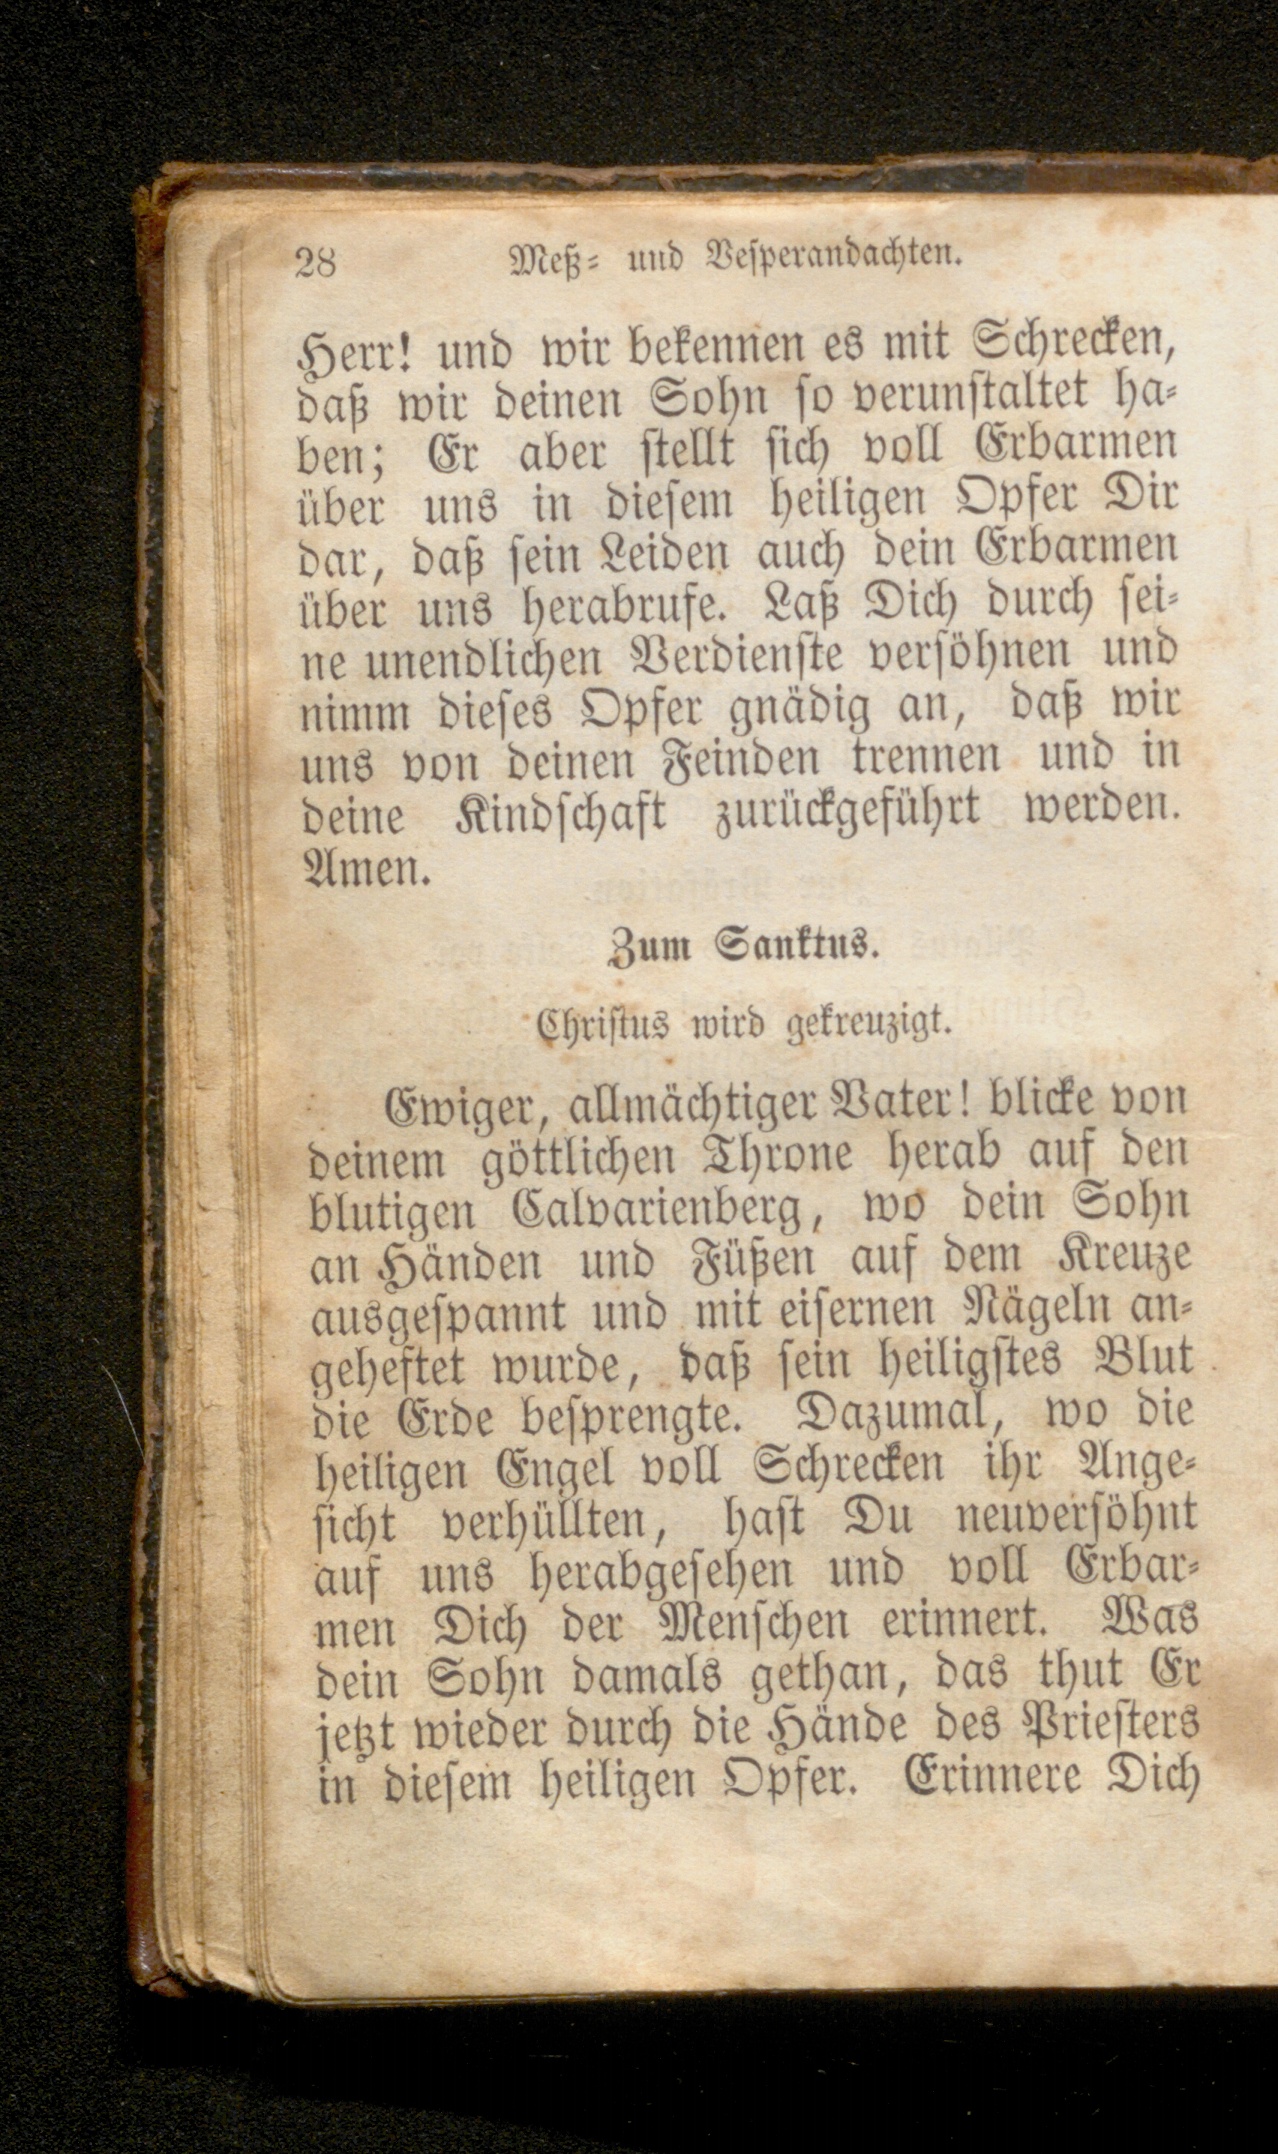 28 Meß- und Vesperandachten.
Herr! und wir bekennen es mit Schrecken,
daß wir deinen Sohn so verunstaltet ha-
ben; Er aber stellt sich voll Erbarmen
über uns in diesem heiligen Opfer Dir
dar, daß sein Leiden auch dein Erbarmen
über uns herabrufe. Laß Dich durch sei-
ne unendlichen Verdienste versöhnen und
nimm dieses Opfer gnädig an, daß wir
uns von deinen Feinden trennen und in
deine Kindschaft zurückgeführt werden.
Amen.
Zum Sanktus.
Christus wird gekreuzigt.
Ewiger, allmächtiger Vater! blicke von
deinem göttlichen Throne herab auf den
blutigen Calvarienberg, wo dein Sohn
an Händen und Füßen auf dem Kreuze
ausgespannt und mit eisernen Nägeln an-
geheftet wurde, daß sein heiligstes Blut
die Erde besprengte. Dazumal, wo die
heiligen Engel voll Schrecken ihr Ange-
sicht verhüllten, hast Du neuversöhnt
auf uns herabgesehen und voll Erbar-
men Dich der Menschen erinnert. Was
dein Sohn damals gethan, das thut Er
jetzt wieder durch die Hände des Priesters
in diesem heiligen Opfer. Erinnere Dich